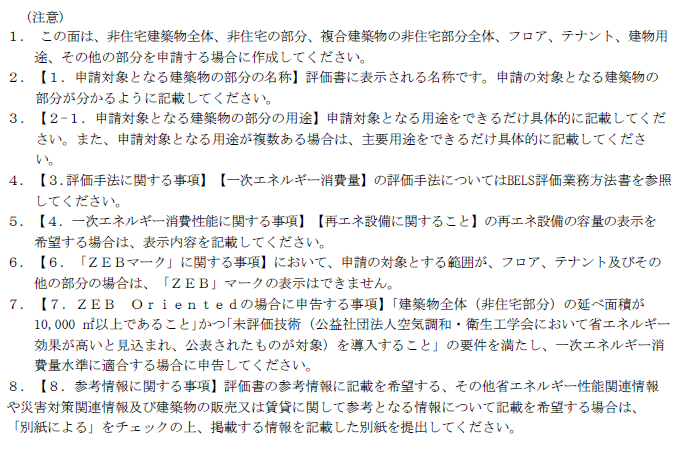 （注意）
１． この面は、非住宅建築物全体、非住宅の部分、複合建築物の非住宅部分全体、フロア、テナント、建物用
途、その他の部分を申請する場合に作成してください。
２．【１．申請対象となる建築物の部分の名称】評価書に表示される名称です。申請の対象となる建築物の
部分が分かるように記載してください。
３．【２-１．申請対象となる建築物の部分の用途】申請対象となる用途をできるだけ具体的に記載してくだ
さい。また、申請対象となる用途が複数ある場合は、主要用途をできるだけ具体的に記載してくださ
い。
４．【３.評価手法に関する事項】【一次エネルギー消費量】の評価手法についてはBELS評価業務方法書を参照
してください。
５．【４．一次エネルギー消費性能に関する事項】【再エネ設備に関すること】の再エネ設備の容量の表示を
希望する場合は、表示内容を記載してください。
６．【６．「ＺＥＢマーク」に関する事項】において、申請の対象とする範囲が、フロア、テナント及びその
他の部分の場合は、「ＺＥＢ」マークの表示はできません。
７．【７．ＺＥＢ　Ｏｒｉｅｎｔｅｄの場合に申告する事項】「建築物全体（非住宅部分）の延べ面積が
10,000 ㎡以上であること」かつ「未評価技術（公益社団法人空気調和・衛生工学会において省エネルギー
効果が高いと見込まれ、公表されたものが対象）を導入すること」の要件を満たし、一次エネルギー消
費量水準に適合する場合に申告してください。
８．【８．参考情報に関する事項】評価書の参考情報に記載を希望する、その他省エネルギー性能関連情報
や災害対策関連情報及び建築物の販売又は賃貸に関して参考となる情報について記載を希望する場合は、
「別紙による」をチェックの上、掲載する情報を記載した別紙を提出してください。